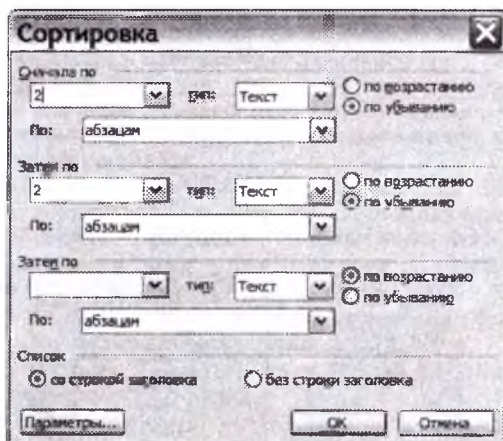 Сортировка
Сначала по
2 тип: Текст по возрастанию
по убыванию
По: абзацам
Затем по
2 тип: Текст по возрастанию
по убыванию
По: абзацам
Затем по
тип: Текст по возрастанию
по убыванию
По: абзацам
Список
со строкой заголовка без строки заголовка
Параметры... ОК Отмена